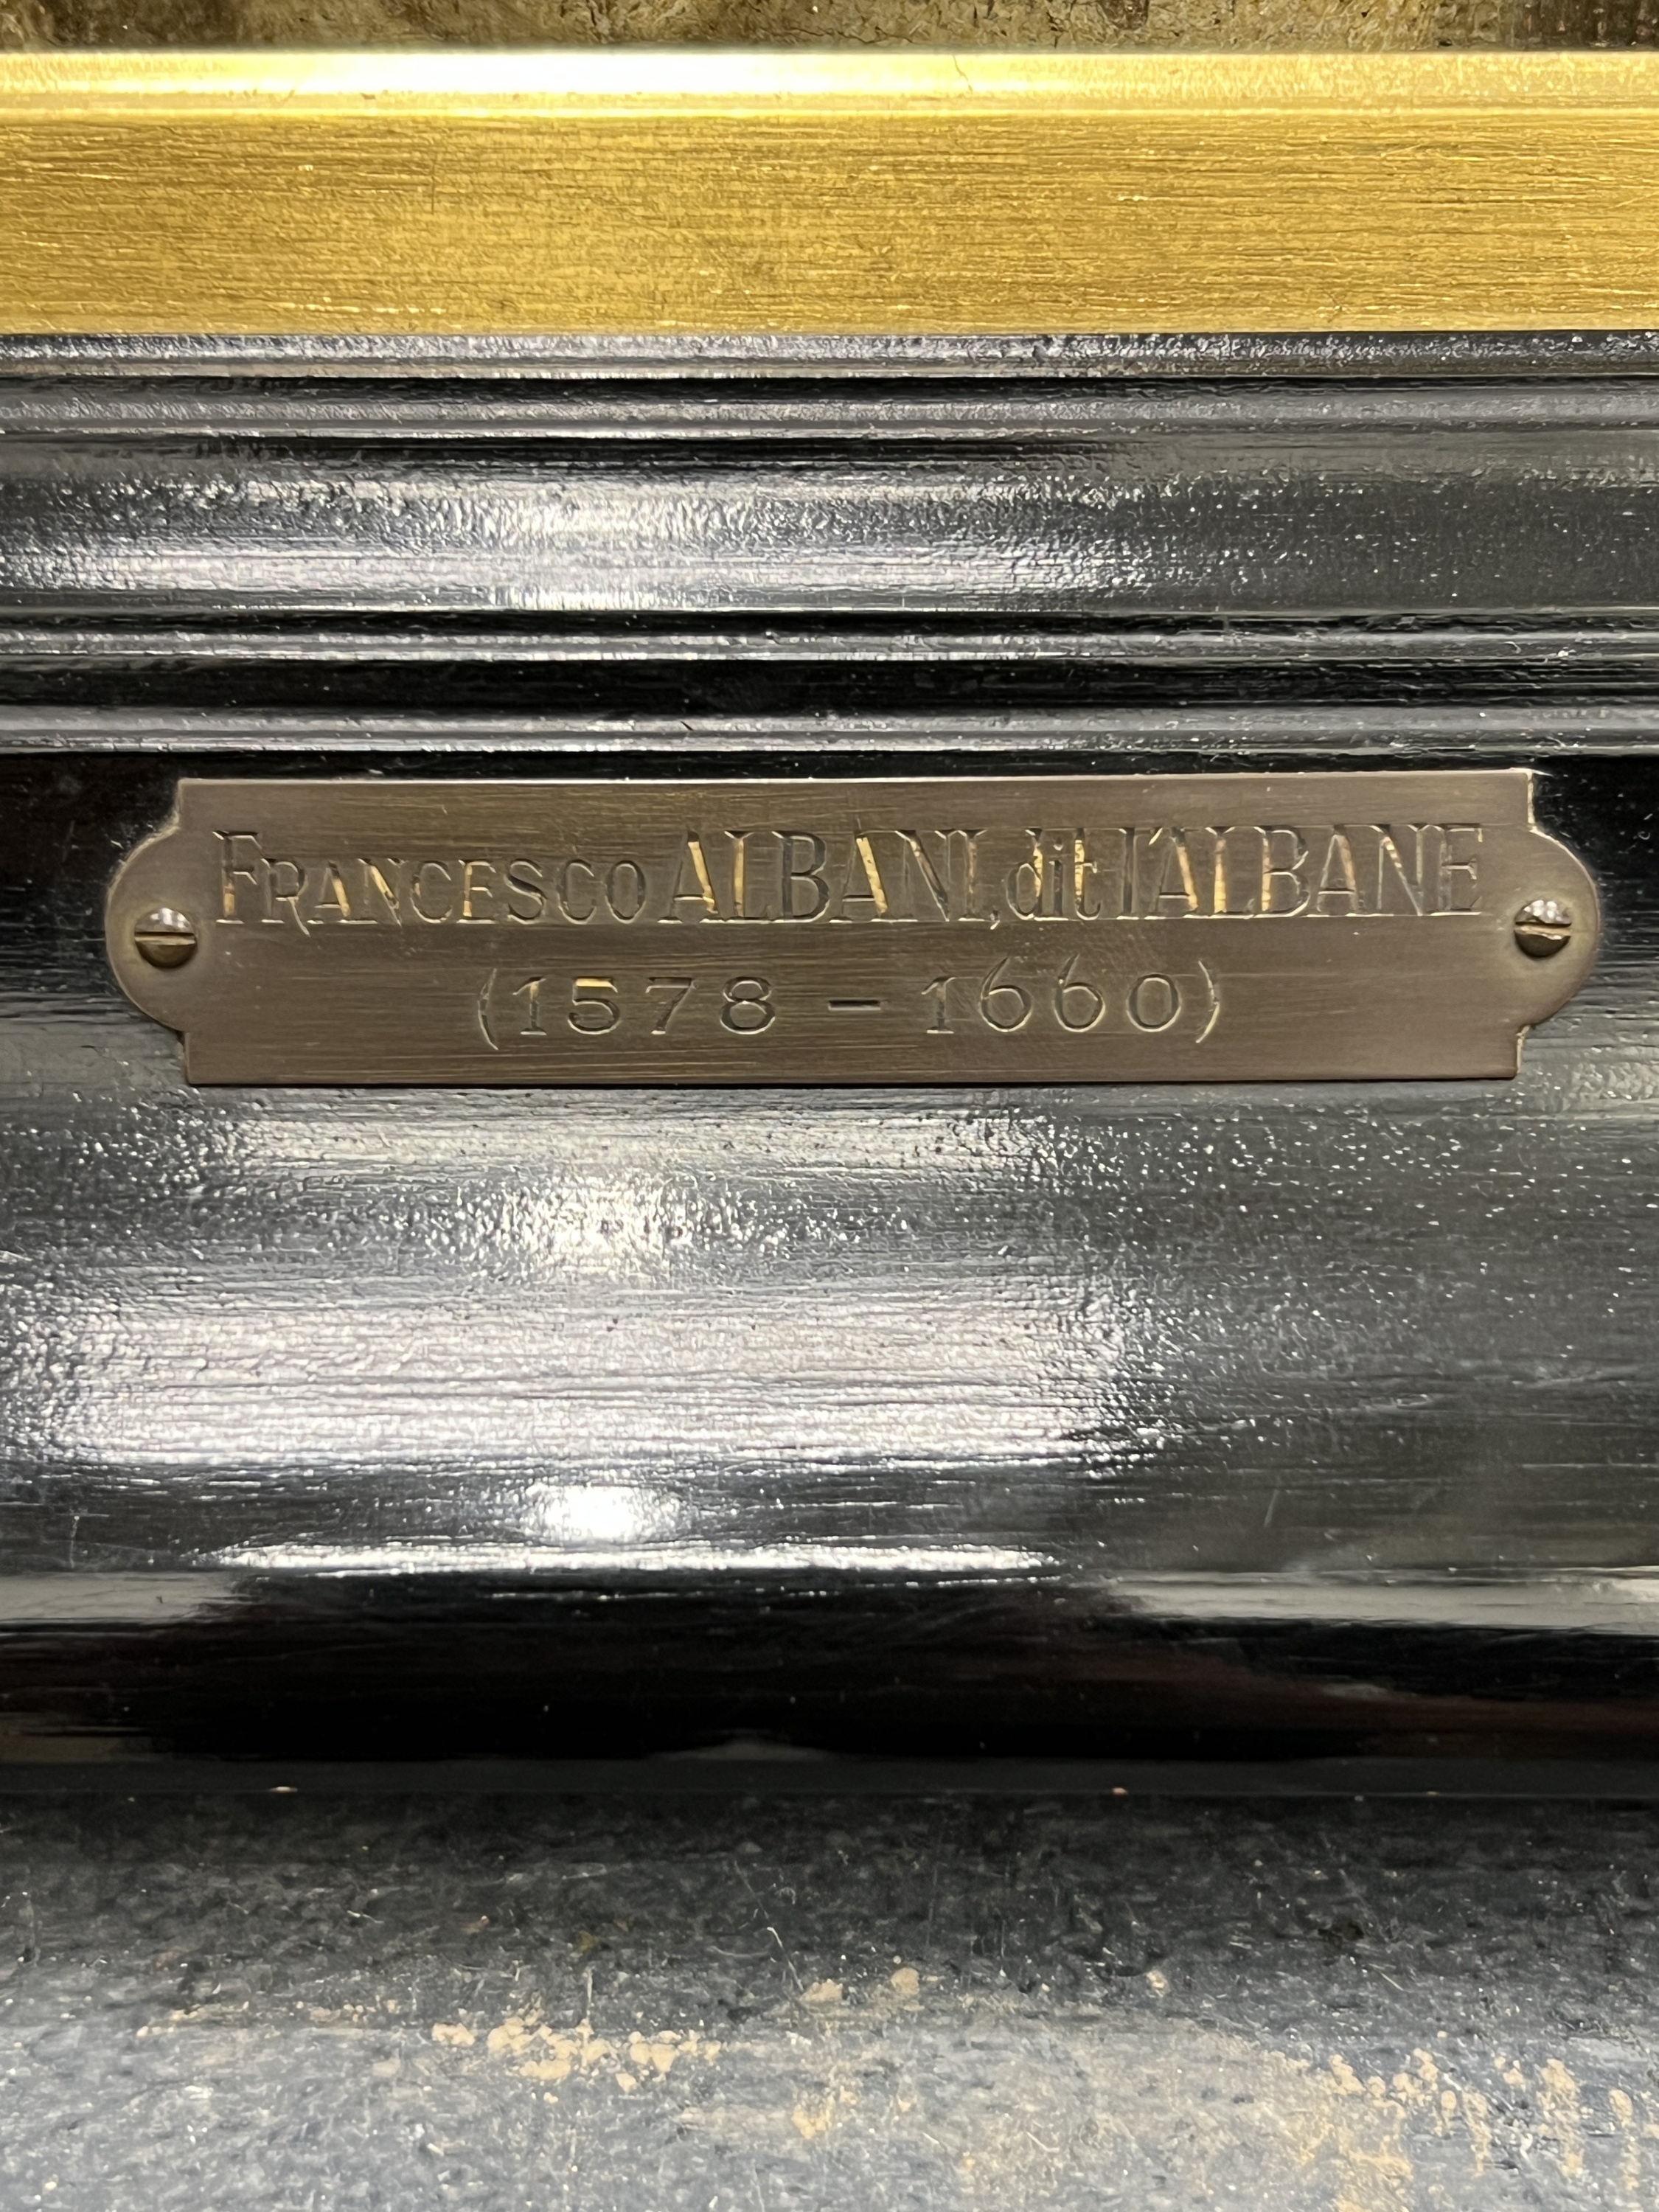 FRANCESCO ALBANI, dit l'ALBANE
(1578 - 1660)